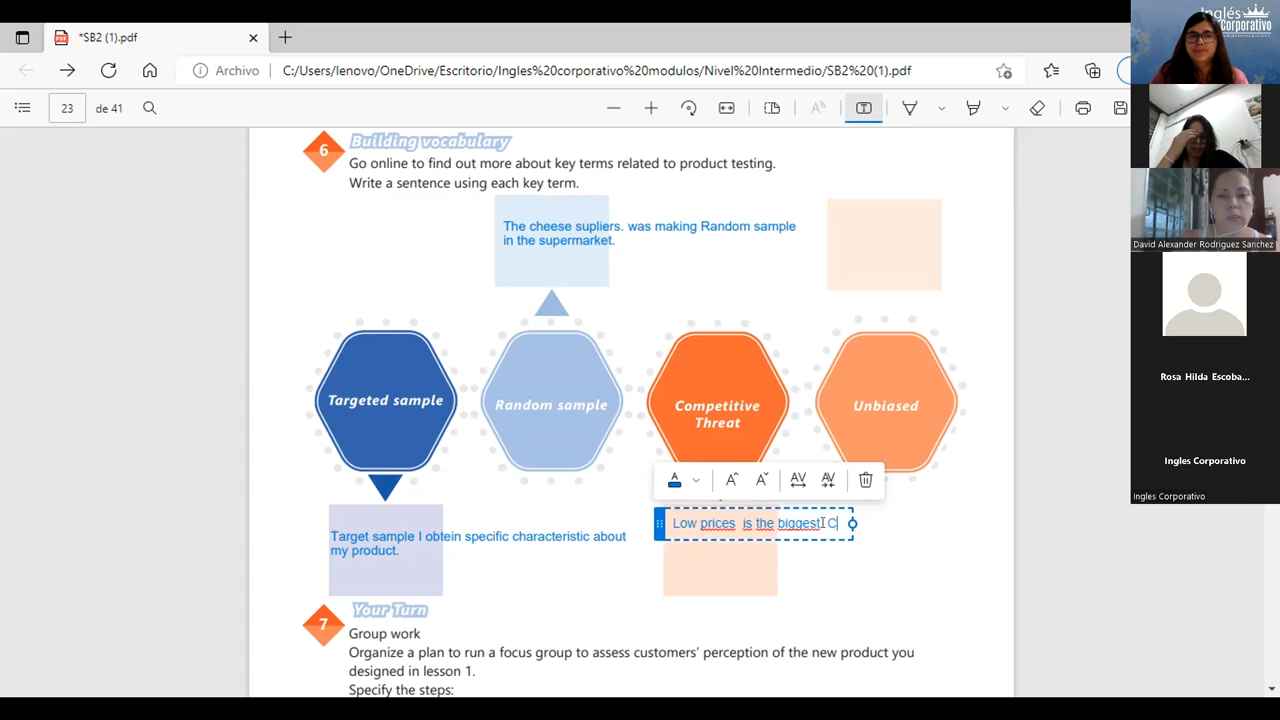 *SB2 (1).pdf
Archivo
C:/Users/lenovo/OneDrive/Escritorio/Ingles%20corporativo%20modulos/Nivel%20Intermedio/SB2%20(1).pdf
23
de 41
6
Building vocabulary
Go online to find out more about key terms related to product testing.
Write a sentence using each key term.
The cheese supliers. was making Random sample
in the supermarket.
Targeted sample
Random sample
Competitive
Threat
Unbiased
Low prices is the biggest C
Target sample I obtein specific characteristic about
my product.
7
Your Turn
Group work
Organize a plan to run a focus group to assess customers' perception of the new product you
designed in lesson 1.
Specify the steps:
Inglés
Corporativo
David Alexander Rodriguez Sanchez
Rosa Hilda Escoba...
Ingles Corporativo
Ingles Corporativo